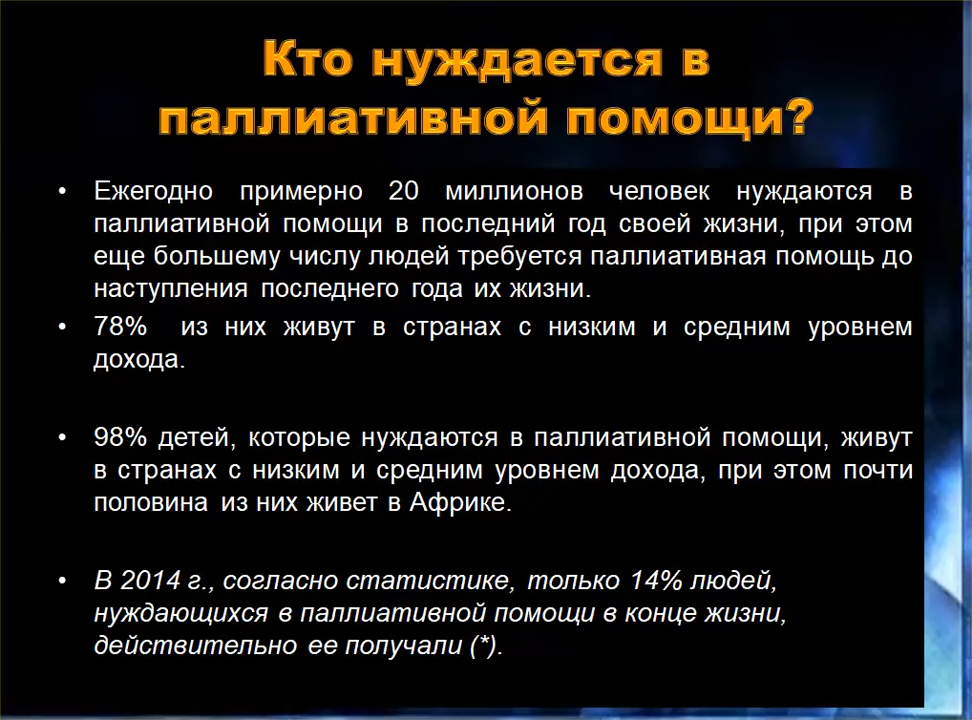 Кто нуждается в
паллиативной помощи?
• Ежегодно примерно 20 миллионов человек нуждаются в
паллиативной помощи в последний год своей жизни, при этом
еще большему числу людей требуется паллиативная помощь до
наступления последнего года их жизни.
• 78% из них живут в странах с низким и средним уровнем
дохода.
• 98% детей, которые нуждаются в паллиативной помощи, живут
в странах с низким и средним уровнем дохода, при этом почти
половина из них живет в Африке.
• В 2014 г., согласно статистике, только 14% людей,
нуждающихся в паллиативной помощи в конце жизни,
действительно ее получали (*).